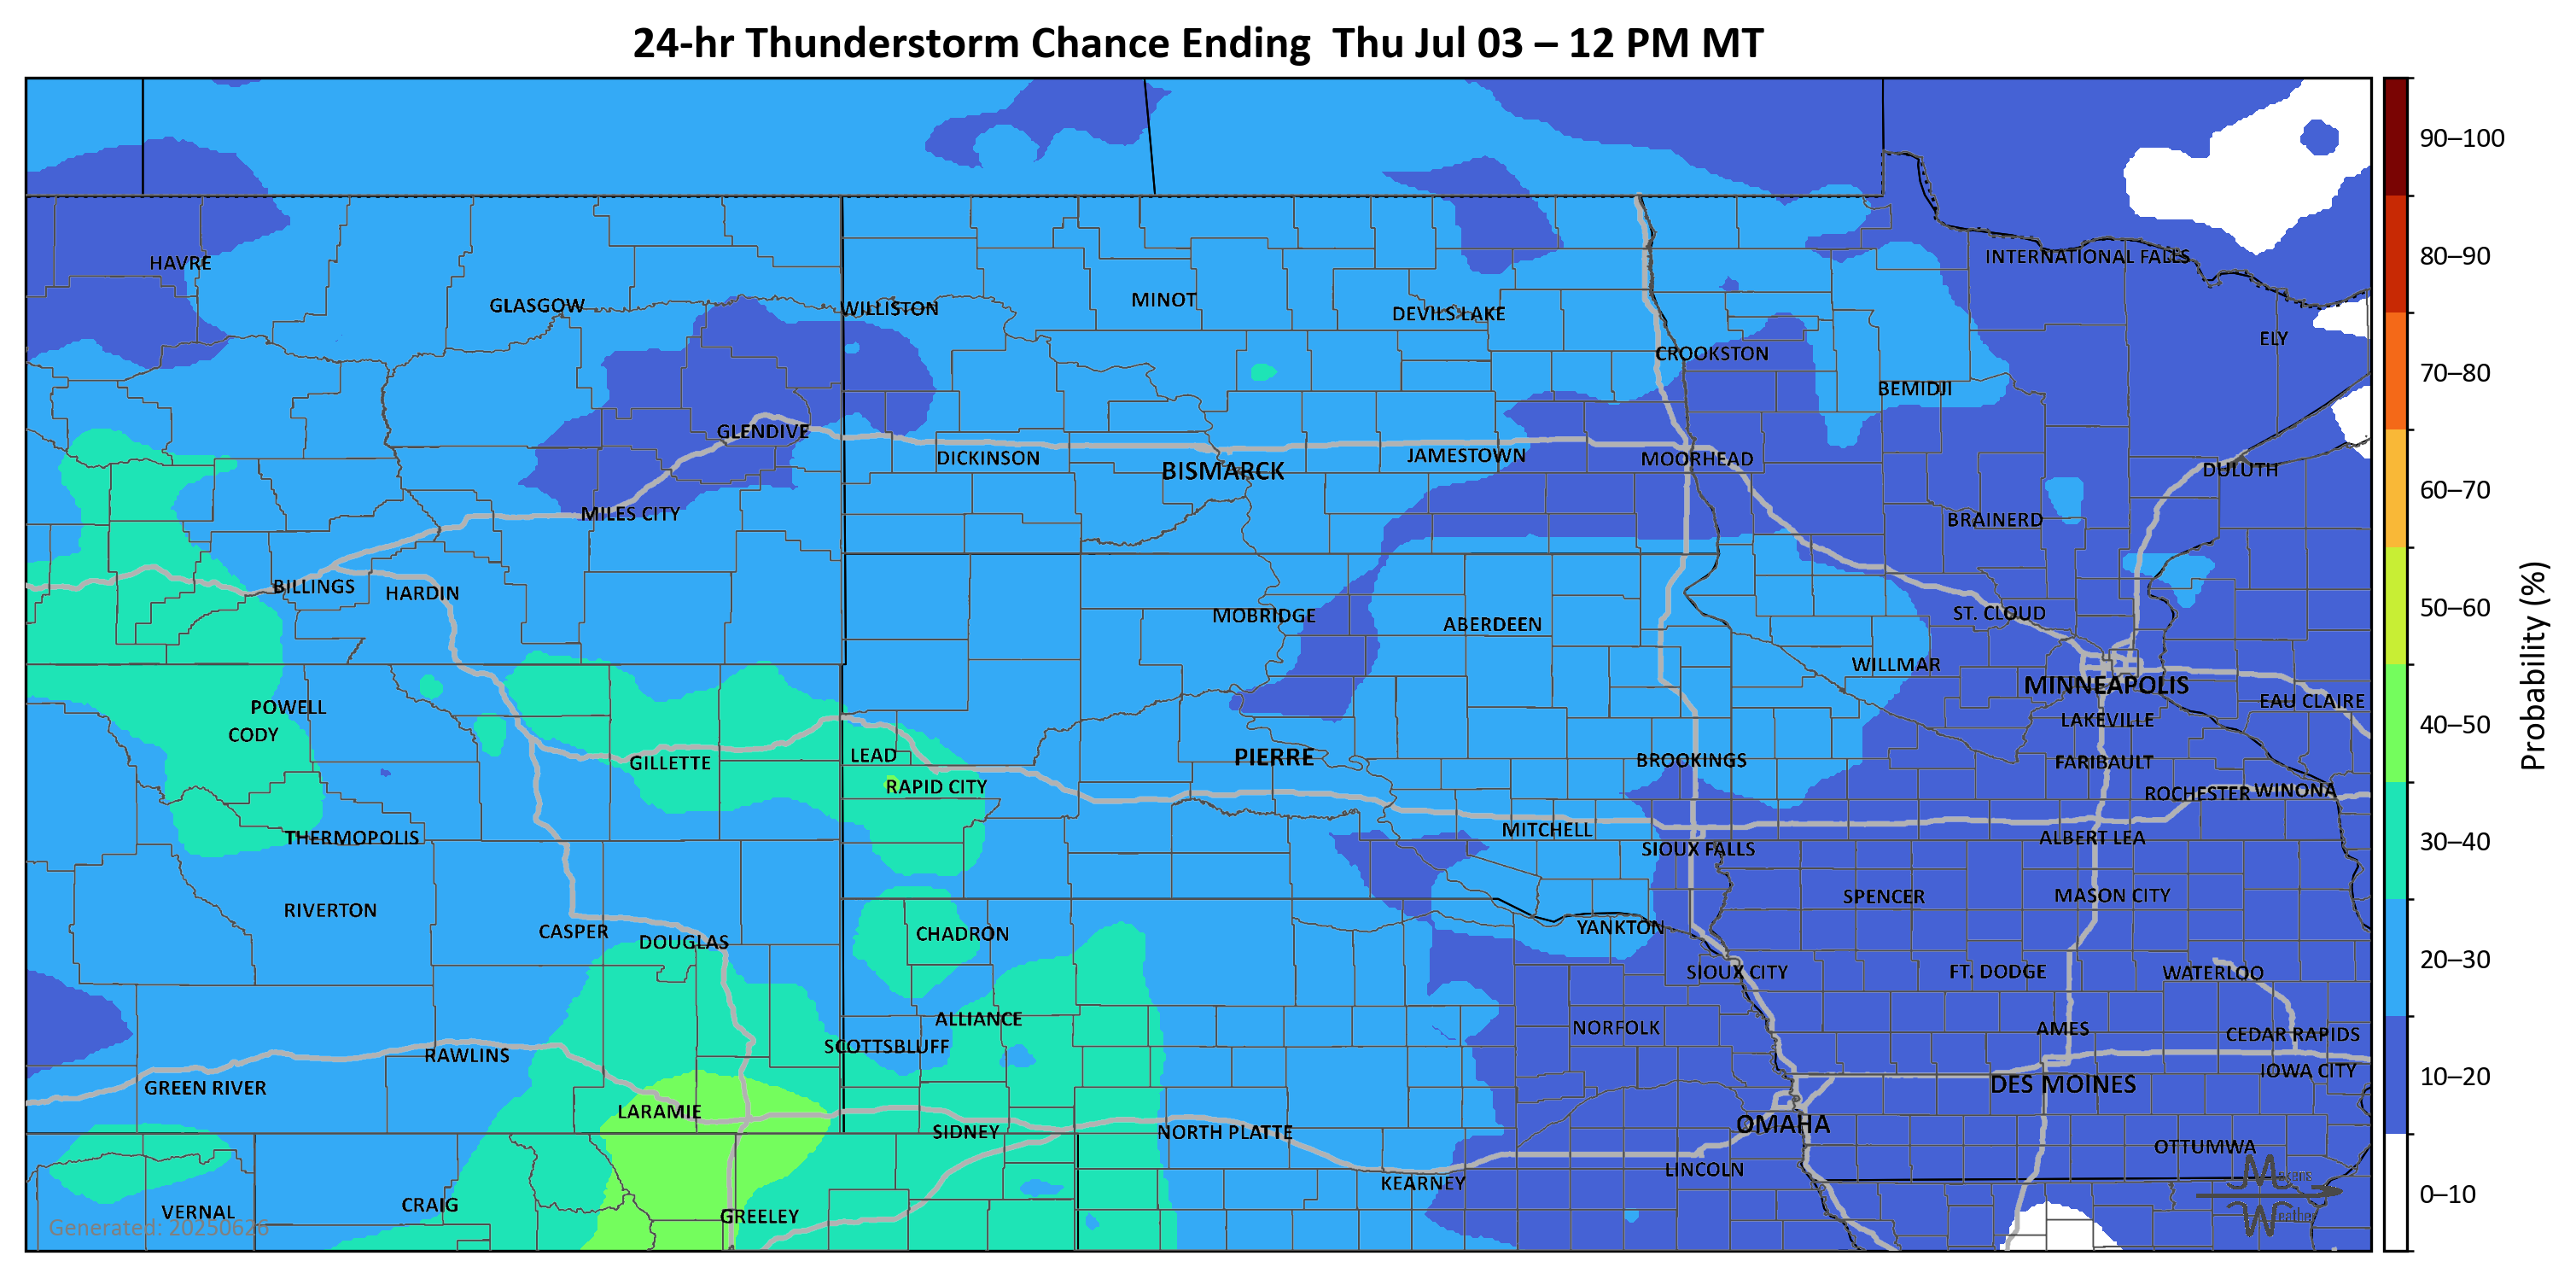 24-hr Thunderstorm Chance Ending  Thu Jul 03 – 12 PM MT
90–100
80–90
70–80
60–70
50–60
40–50
30–40
20–30
10–20
0–10
Probability (%)
HAVRE
GLASGOW
WILLISTON
MINOT
DEVILS LAKE
INTERNATIONAL FALLS
ELY
CROOKSTON
BEMIDJI
GLENDIVE
DICKINSON
BISMARCK
JAMESTOWN
MOORHEAD
DULUTH
MILES CITY
BRAINERD
BILLINGS
HARDIN
MOBRIDGE
ABERDEEN
ST. CLOUD
WILLMAR
MINNEAPOLIS
EAU CLAIRE
POWELL
LAKEVILLE
CODY
GILLETTE
LEAD
PIERRE
BROOKINGS
FARIBAULT
RAPID CITY
ROCHESTER
WINONA
THERMOPOLIS
MITCHELL
ALBERT LEA
SIOUX FALLS
RIVERTON
SPENCER
MASON CITY
CASPER
DOUGLAS
CHADRON
YANKTON
SIOUX CITY
FT. DODGE
WATERLOO
ALLIANCE
NORFOLK
AMES
CEDAR RAPIDS
SCOTTSBLUFF
RAWLINS
GREEN RIVER
DES MOINES
IOWA CITY
LARAMIE
OMAHA
SIDNEY
NORTH PLATTE
OTTUMWA
LINCOLN
KEARNEY
VERNAL
CRAIG
GREELEY
Generated: 20250626
Makens
Weather